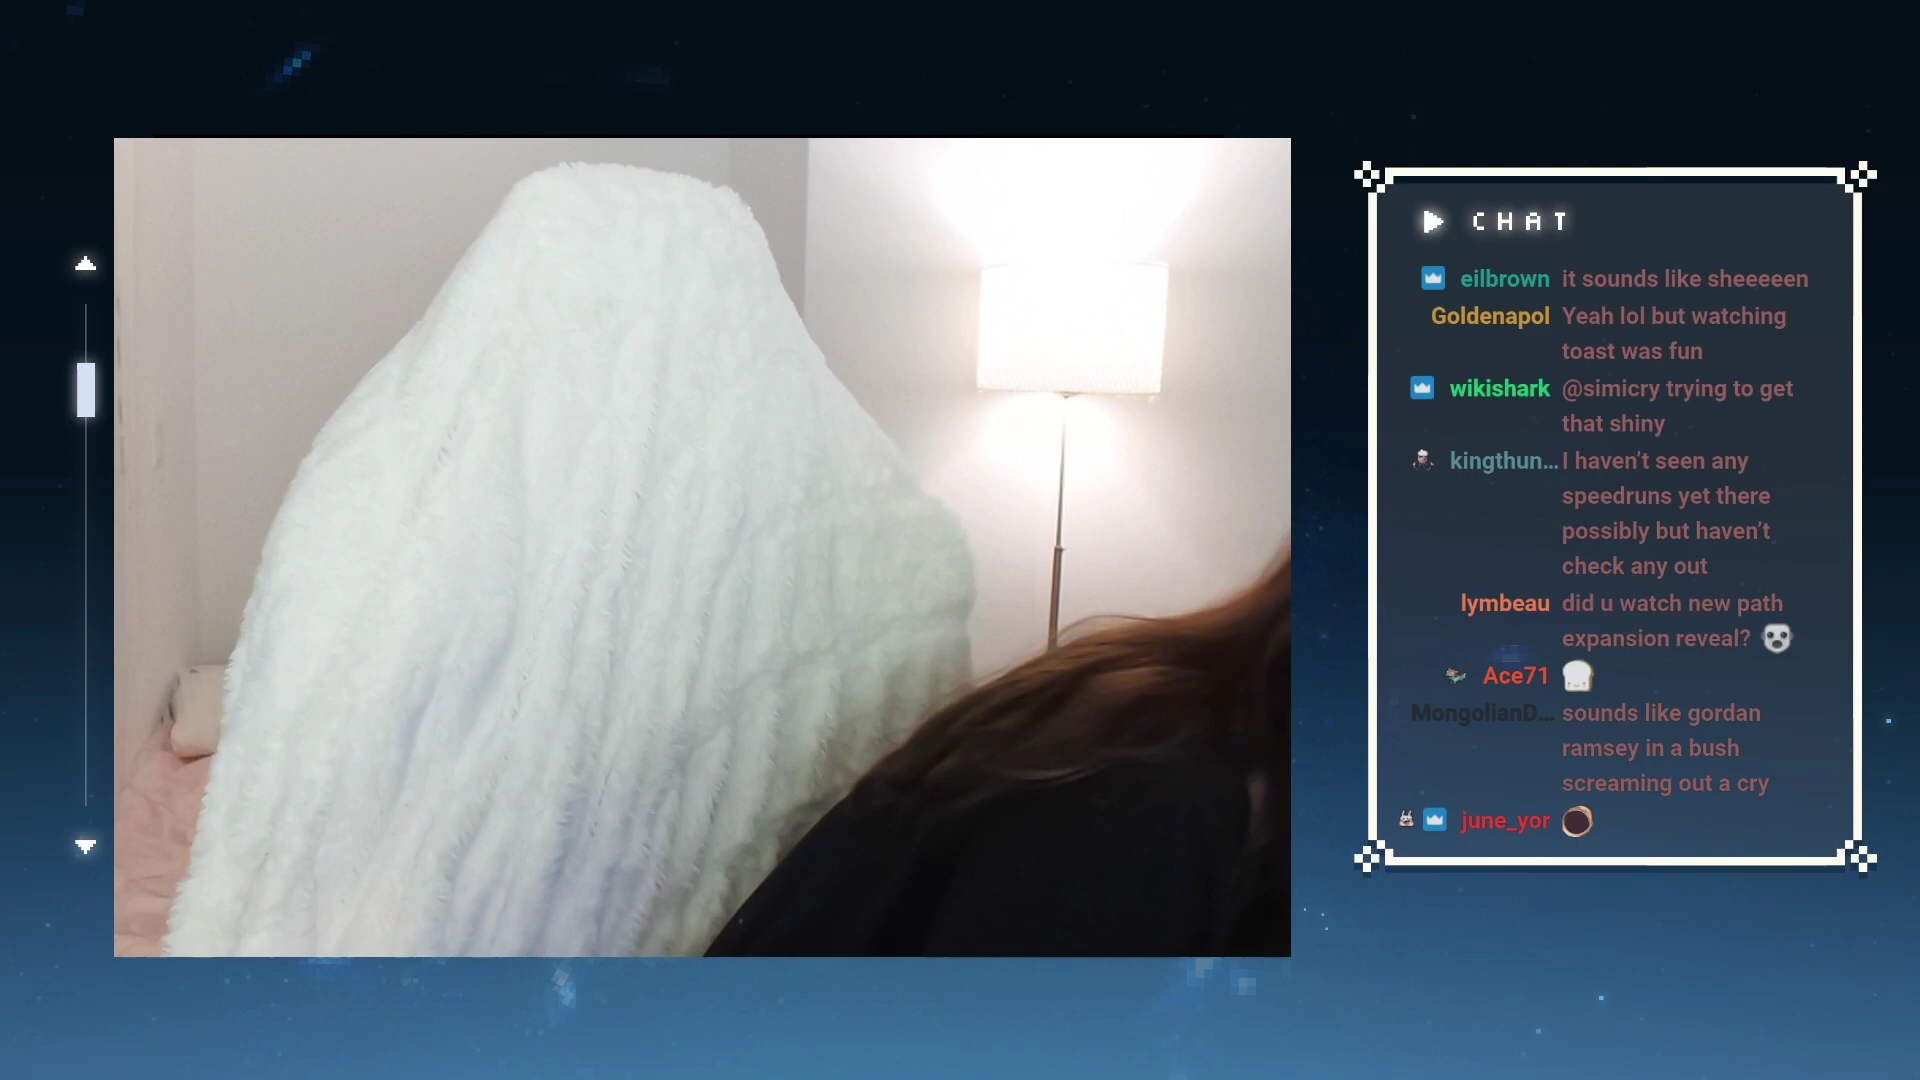 CHAT
eilbrown it sounds like sheeeeen
Goldenapol Yeah lol but watching
toast was fun
wikishark @simicry trying to get
that shiny
kingthun... I haven't seen any
speedruns yet there
possibly but haven't
check any out
lymbeau did u watch new path
expansion reveal?
Ace71
MongolianD... sounds like gordan
ramsey in a bush
screaming out a cry
june_yor